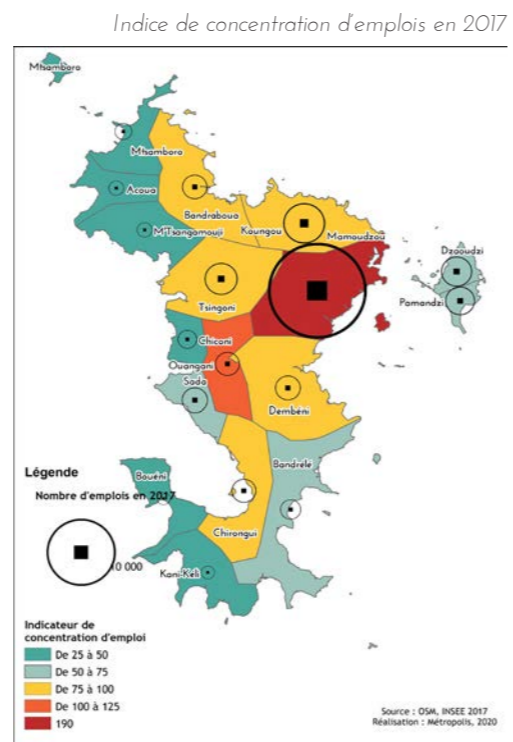 Indice de concentration d'emplois en 2017
Mtsamboro
Mtsamboro
Acoua
Bandraboua
M'Tsangamouji
Koungou
Mamoudzou
Dzaoudzi
Pamandzi
Tsingoni
Chiconi
Ouangani
Sada
Dembéni
Bandrélé
Bouéni
Chirongui
Kani-Kéli
Légende
Nombre d'emplois en 2017
10 000
Indicateur de
concentration d'emploi
De 25 à 50
De 50 à 75
De 75 à 100
De 100 à 125
190
Source : OSM, INSEE 2017
Réalisation : Métropolis, 2020